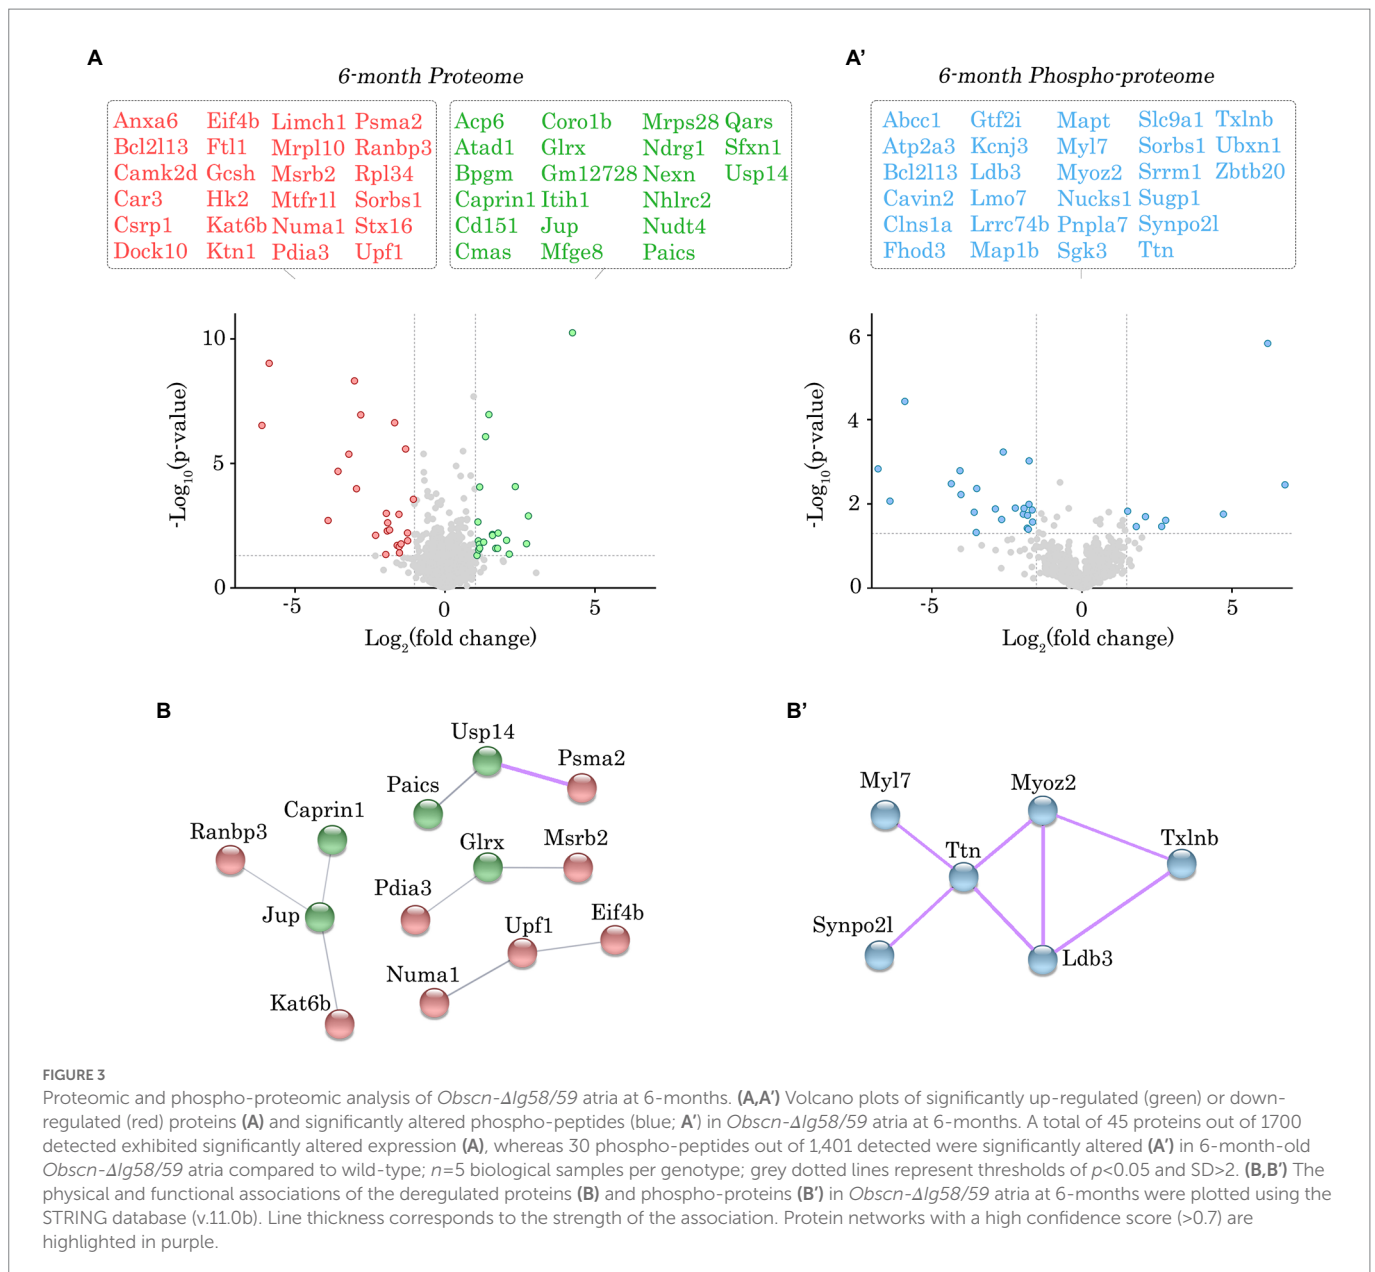 A
6-month Proteome
Anxa6 Eif4b Limch1 Psma2
Bcl2l13 Ftl1 Mrpl10 Ranbp3
Camk2d Gcsh Msrb2 Rpl34
Car3 Hk2 Mtfr1l Sorbs1
Csrp1 Kat6b Numa1 Stx16
Dock10 Ktn1 Pdia3 Upf1
Acp6 Coro1b Mrps28 Qars
Atad1 Glrx Ndrg1 Sfxn1
Bpgm Gm12728 Nexn Usp14
Caprin1 Itih1 Nhlrc2
Cd151 Jup Nudt4
Cmas Mfge8 Paics
10
5
0
-Log10(p-value)
-5 0 5
Log2(fold change)
A'
6-month Phospho-proteome
Abcc1 Gtf2i Mapt Slc9a1 Txlnb
Atp2a3 Kcnj3 Myl7 Sorbs1 Ubxn1
Bcl2l13 Ldb3 Myoz2 Srrm1 Zbtb20
Cavin2 Lmo7 Nucks1 Sugp1
Clns1a Lrrc74b Pnpla7 Synpo2l
Fhod3 Map1b Sgk3 Ttn
6
4
2
0
-Log10(p-value)
-5 0 5
Log2(fold change)
B
Usp14
Psma2
Paics
Caprin1
Ranbp3
Glrx
Msrb2
Pdia3
Jup
Upf1
Eif4b
Numa1
Kat6b
B'
Myl7
Myoz2
Txlnb
Ttn
Synpo2l
Ldb3
FIGURE 3
Proteomic and phospho-proteomic analysis of Obscn-ΔIg58/59 atria at 6-months. (A,A′) Volcano plots of significantly up-regulated (green) or down-
regulated (red) proteins (A) and significantly altered phospho-peptides (blue; A′) in Obscn-ΔIg58/59 atria at 6-months. A total of 45 proteins out of 1700
detected exhibited significantly altered expression (A), whereas 30 phospho-peptides out of 1,401 detected were significantly altered (A′) in 6-month-old
Obscn-ΔIg58/59 atria compared to wild-type; n=5 biological samples per genotype; grey dotted lines represent thresholds of p<0.05 and SD>2. (B,B′) The
physical and functional associations of the deregulated proteins (B) and phospho-proteins (B′) in Obscn-ΔIg58/59 atria at 6-months were plotted using the
STRING database (v.11.0b). Line thickness corresponds to the strength of the association. Protein networks with a high confidence score (>0.7) are
highlighted in purple.